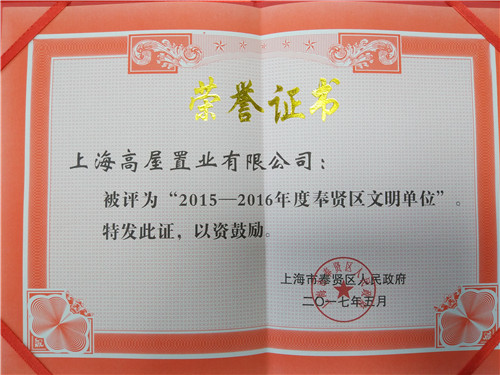 荣誉证书
上海高屋置业有限公司：
被评为“2015—2016年度奉贤区文明单位”。
特发此证，以资鼓励。
上海市奉贤区人民政府
二〇一七年五月